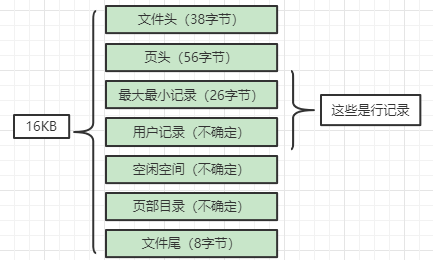 文件头（38字节）
页头（56字节）
最大最小记录（26字节）
这些是行记录
16KB
用户记录（不确定）
空闲空间（不确定）
页部目录（不确定）
文件尾（8字节）